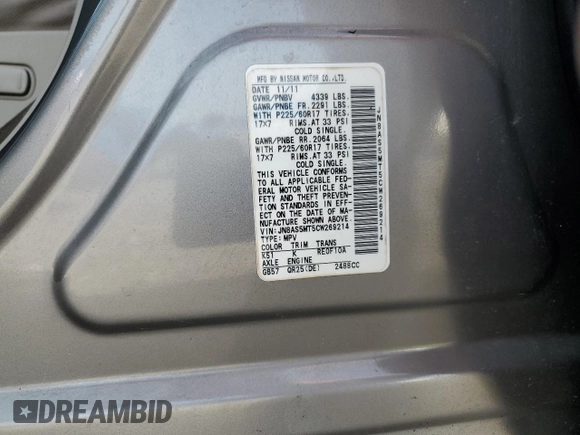 MFD BY NISSAN MOTOR CO.,LTD.
DATE 11/11
GVWR/PNBV 4339 LBS.
GAWR/PNBE FR.2291 LBS.
WITH P225/60R17 TIRES.
17X7 RIMS.AT 33 PSI
COLD SINGLE.
GAWR/PNBE RR.2064 LBS.
WITH P225/60R17 TIRES.
17X7 RIMS.AT 33 PSI
COLD SINGLE.
THIS VEHICLE CONFORMS
TO ALL APPLICABLE FED-
ERAL MOTOR VEHICLE SA-
FETY AND THEFT PREVEN-
TION STANDARDS IN EFF-
ECT ON THE DATE OF MA-
NUFACTURE SHOWN ABOVE.
VIN:JN8AS5MT5CW269214
TYPE:MPV
COLOR TRIM TRANS
K51 K RE0F10A
AXLE ENGINE
GB57 QR25(DE) 2488CC
JN8AS5MT5CW269214
DREAMBID